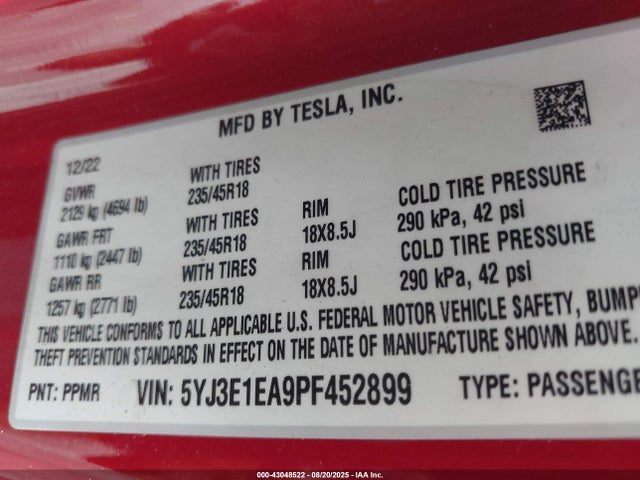 MFD BY TESLA, INC.
12/22
GVWR WITH TIRES
2129 kg (4694 lb) 235/45R18 RIM COLD TIRE PRESSURE
GAWR FRT WITH TIRES 18X8.5J 290 kPa, 42 psi
1110 kg (2447 lb) 235/45R18 RIM COLD TIRE PRESSURE
GAWR RR WITH TIRES 18X8.5J 290 kPa, 42 psi
1257 kg (2771 lb) 235/45R18
THIS VEHICLE CONFORMS TO ALL APPLICABLE U.S. FEDERAL MOTOR VEHICLE SAFETY, BUMP
THEFT PREVENTION STANDARDS IN EFFECT ON THE DATE OF MANUFACTURE SHOWN ABOVE.
PNT: PPMR VIN: 5YJ3E1EA9PF452899 TYPE: PASSENGE
000-43048522 - 08/20/2025 - IAA Inc.